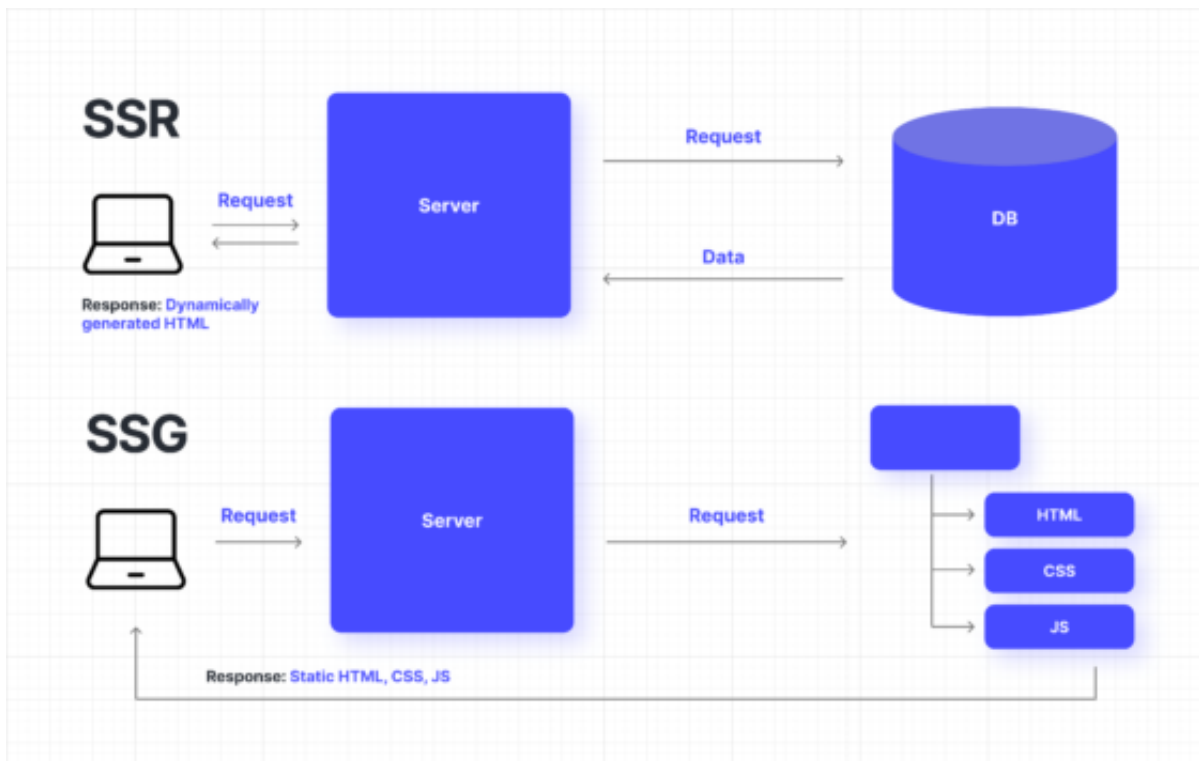 SSR
Request
Server
Request
DB
Data
Response: Dynamically
generated HTML
SSG
Request
Server
Request
HTML
CSS
JS
Response: Static HTML, CSS, JS